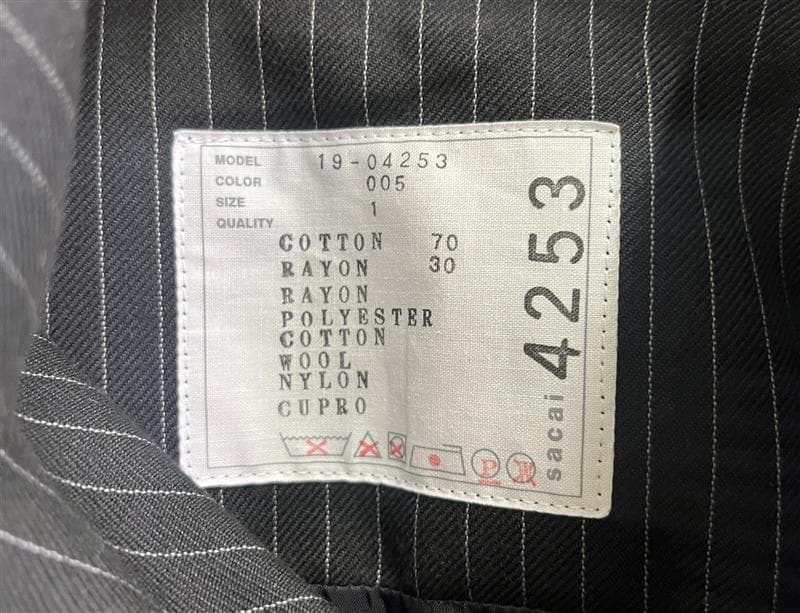 MODEL 19-04253
COLOR 005
SIZE 1
QUALITY
COTTON 70
RAYON 30
RAYON
POLYESTER
COTTON
WOOL
NYLON
CUPRO
P
sacai 4253